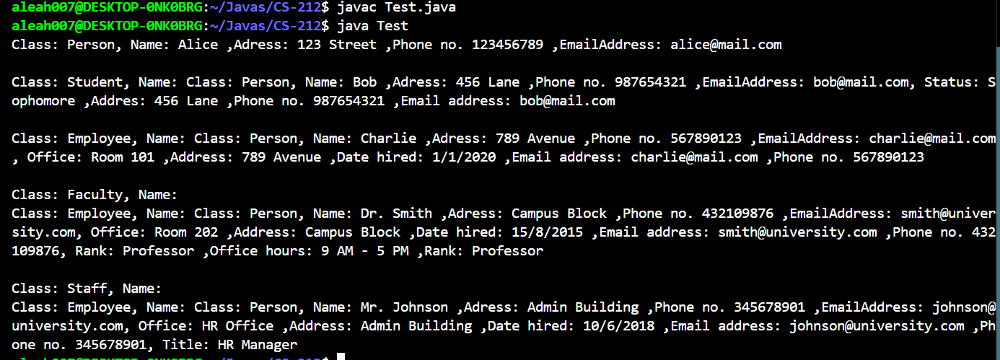 aleah007@DESKTOP-0NK0BRG:~/Javas/CS-212$ javac Test.java
aleah007@DESKTOP-0NK0BRG:~/Javas/CS-212$ java Test
Class: Person, Name: Alice ,Adress: 123 Street ,Phone no. 123456789 ,EmailAddress: alice@mail.com
Class: Student, Name: Class: Person, Name: Bob ,Adress: 456 Lane ,Phone no. 987654321 ,EmailAddress: bob@mail.com, Status: S
ophomore ,Addres: 456 Lane ,Phone no. 987654321 ,Email address: bob@mail.com
Class: Employee, Name: Class: Person, Name: Charlie ,Adress: 789 Avenue ,Phone no. 567890123 ,EmailAddress: charlie@mail.com
, Office: Room 101 ,Address: 789 Avenue ,Date hired: 1/1/2020 ,Email address: charlie@mail.com ,Phone no. 567890123
Class: Faculty, Name:
Class: Employee, Name: Class: Person, Name: Dr. Smith ,Adress: Campus Block ,Phone no. 432109876 ,EmailAddress: smith@univer
sity.com, Office: Room 202 ,Address: Campus Block ,Date hired: 15/8/2015 ,Email address: smith@university.com ,Phone no. 432
109876, Rank: Professor ,Office hours: 9 AM - 5 PM ,Rank: Professor
Class: Staff, Name:
Class: Employee, Name: Class: Person, Name: Mr. Johnson ,Adress: Admin Building ,Phone no. 345678901 ,EmailAddress: johnson@
university.com, Office: HR Office ,Address: Admin Building ,Date hired: 10/6/2018 ,Email address: johnson@university.com ,Ph
one no. 345678901, Title: HR Manager
aleah007@DESKTOP-0NK0BRG:~/Javas/CS-212$